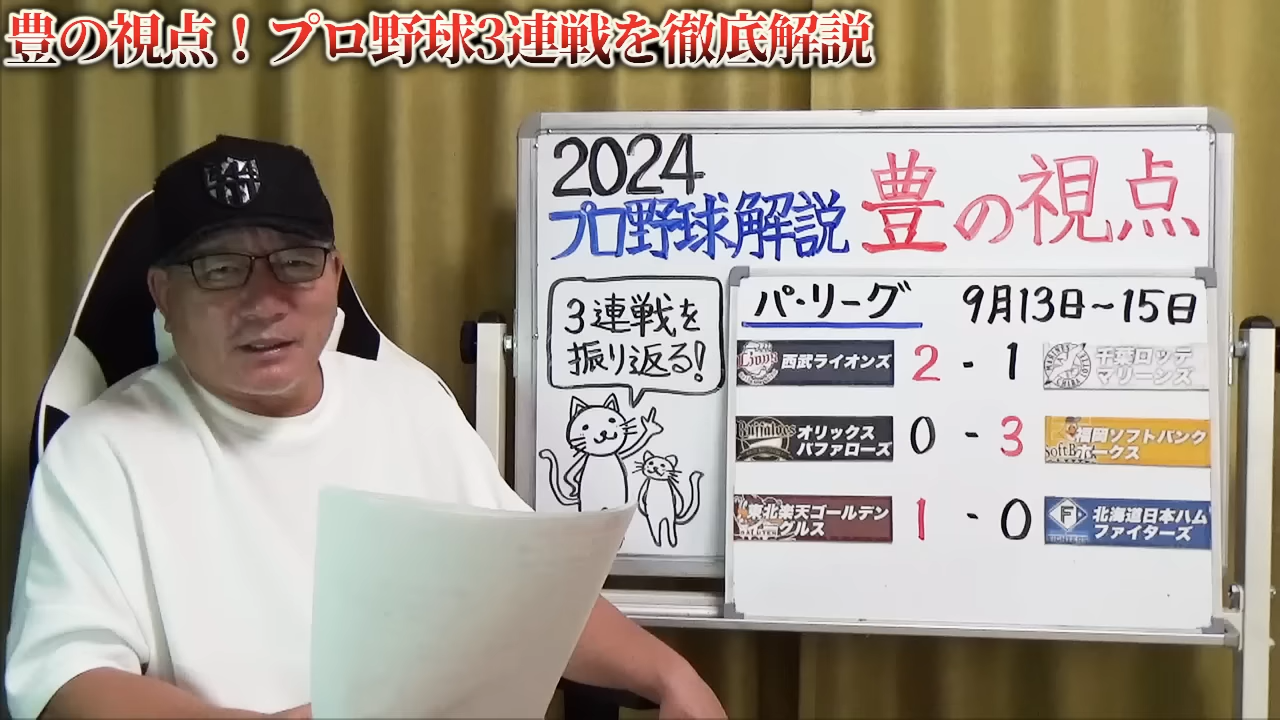 豊の視点！プロ野球3連戦を徹底解説
2024
プロ野球解説 豊の視点
3連戦を
振り返る!
パ・リーグ 9月13日～15日
Lions 西武ライオンズ 2 - 1 千葉ロッテ
マリーンズ
Buffaloes オリックス
バファローズ 0 - 3 福岡ソフトバンク
SoftB ホークス
東北楽天ゴールデン
グルス 1 - 0 F 北海道日本ハム
ファイターズ